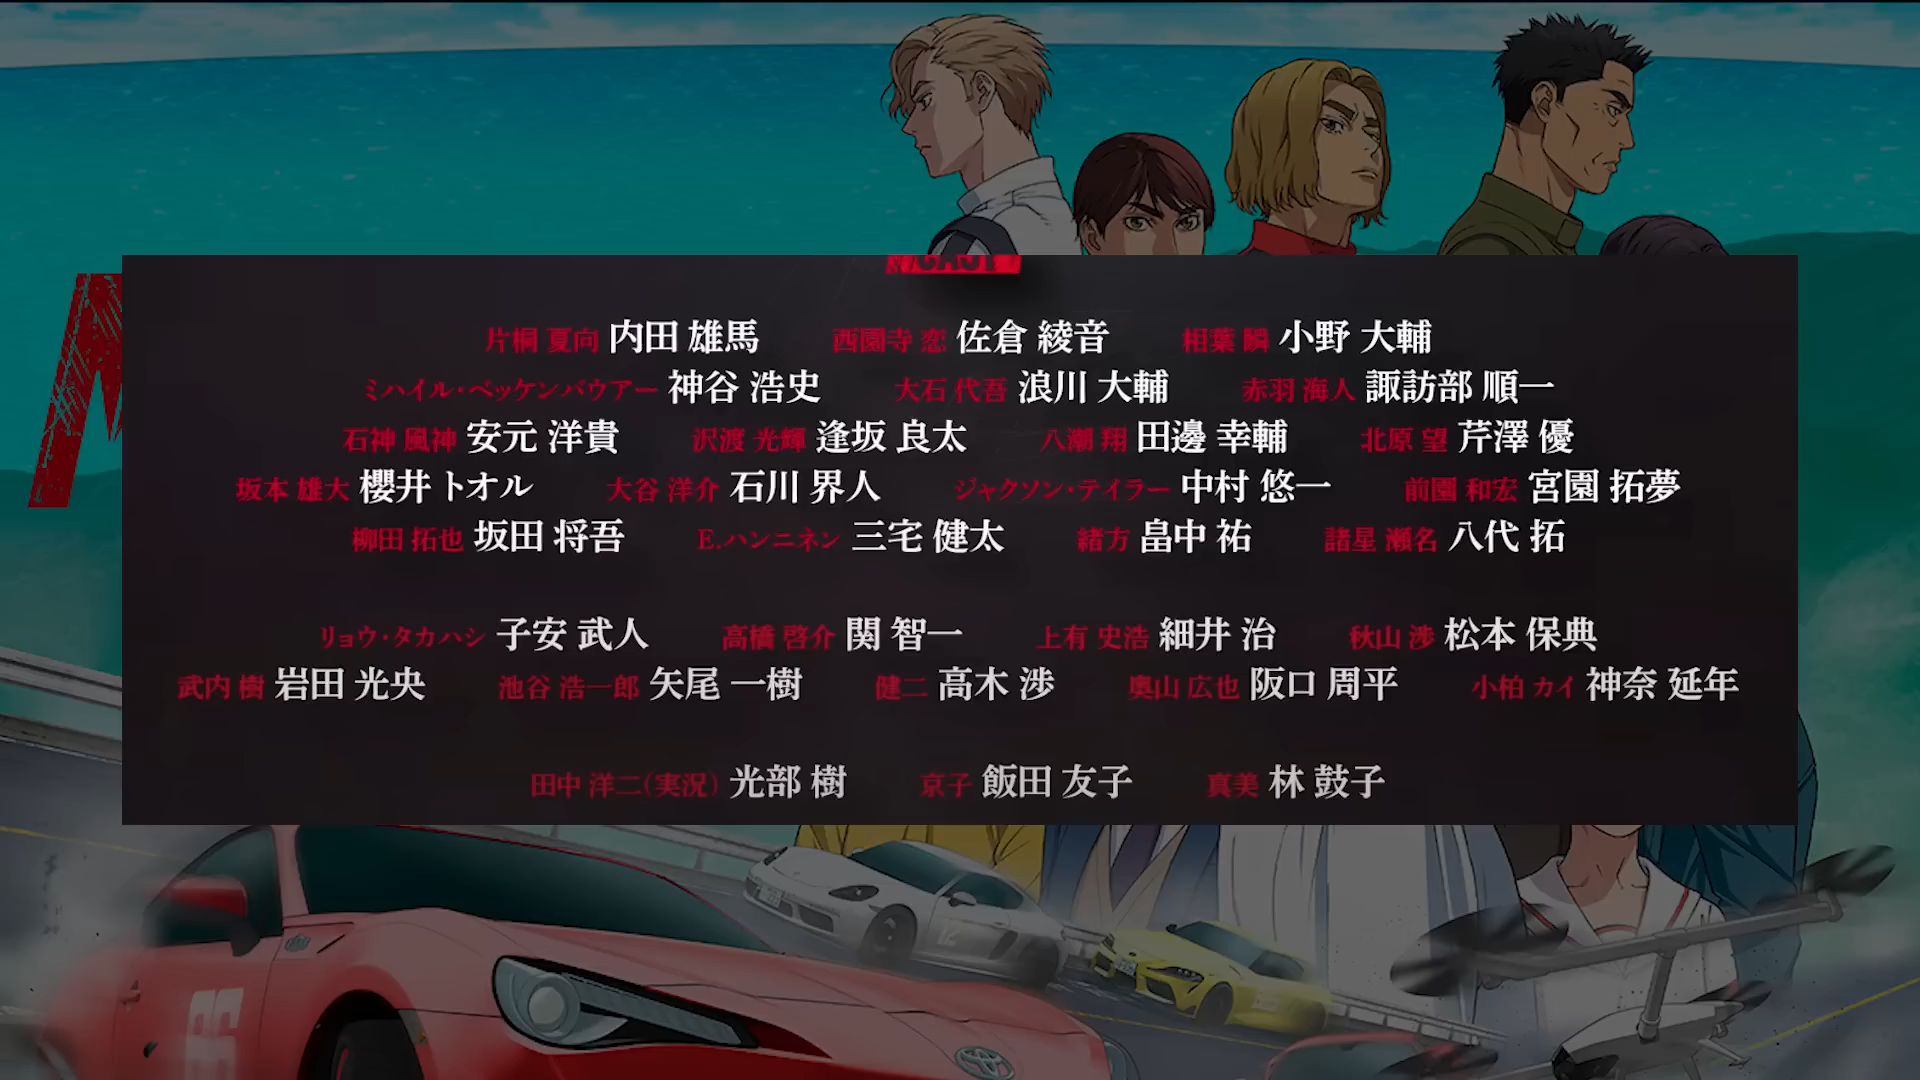 片桐 夏向 内田 雄馬 西園寺 恋 佐倉 綾音 相葉 瞬 小野 大輔
ミハイル・ベッケンバウアー 神谷 浩史 大石 代吾 浪川 大輔 赤羽 海人 諏訪部 順一
石神 風神 安元 洋貴 沢渡 光輝 逢坂 良太 八潮 翔 田邊 幸輔 北原 望 芹澤 優
坂本 雄大 櫻井 トオル 大谷 洋介 石川 界人 ジャクソン・テイラー 中村 悠一 前園 和宏 宮園 拓夢
柳田 拓也 坂田 将吾 E.ハンニネン 三宅 健太 緒方 畠中 祐 諸星 瀬名 八代 拓
リョウ・タカハシ 子安 武人 高橋 啓介 関 智一 上有 史浩 細井 治 秋山 渉 松本 保典
武内 樹 岩田 光央 池谷 浩一郎 矢尾 一樹 健二 高木 渉 奥山 広也 阪口 周平 小柏 カイ 神奈 延年
田中 洋二(実況) 光部 樹 京子 飯田 友子 真美 林 鼓子
86
12